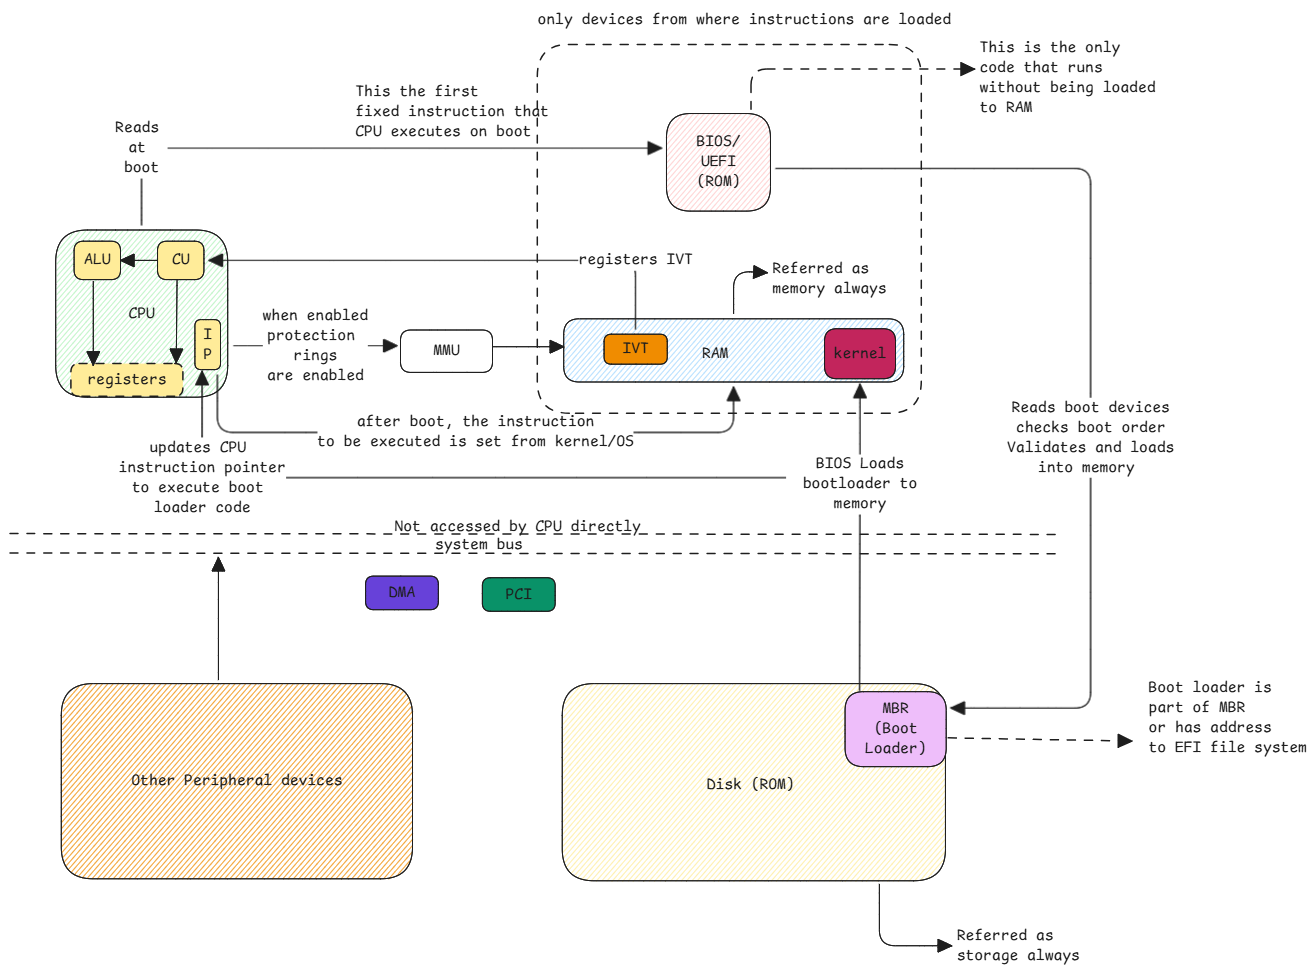 only devices from where instructions are loaded
This is the only
code that runs
without being loaded
to RAM
This the first
fixed instruction that
CPU executes on boot
Reads
at
boot
BIOS/
UEFI
(ROM)
ALU
CU
CPU
I
P
registers
registers IVT
Referred as
memory always
when enabled
protection
rings
are enabled
MMU
IVT
RAM
kernel
after boot, the instruction
to be executed is set from kernel/OS
Reads boot devices
checks boot order
Validates and loads
into memory
updates CPU
instruction pointer
to execute boot
loader code
BIOS Loads
bootloader to
memory
Not accessed by CPU directly
system bus
DMA
PCI
Other Peripheral devices
MBR
(Boot
Loader)
Disk (ROM)
Boot loader is
part of MBR
or has address
to EFI file system
Referred as
storage always